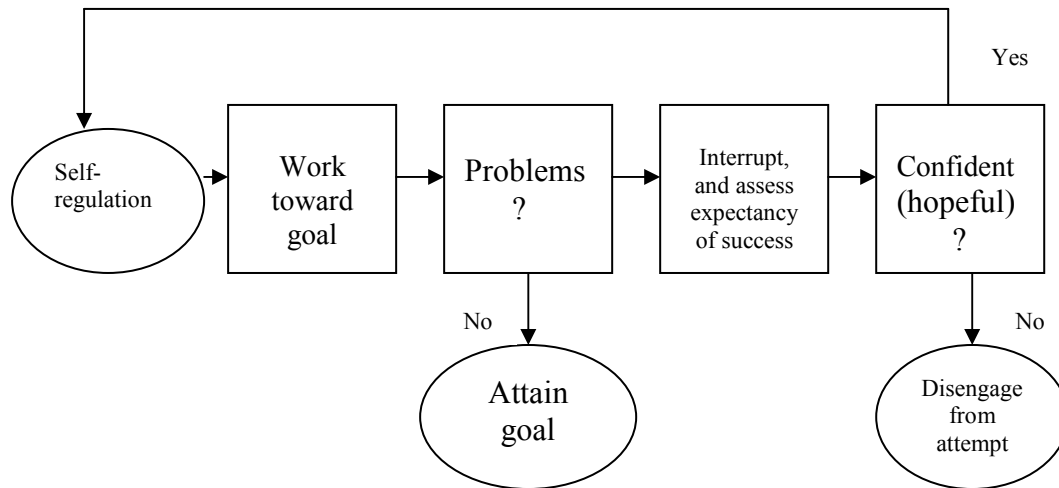 Yes
Self-
regulation
Work
toward
goal
Problems
?
Interrupt,
and assess
expectancy
of success
Confident
(hopeful)
?
No
No
Attain
goal
Disengage
from
attempt